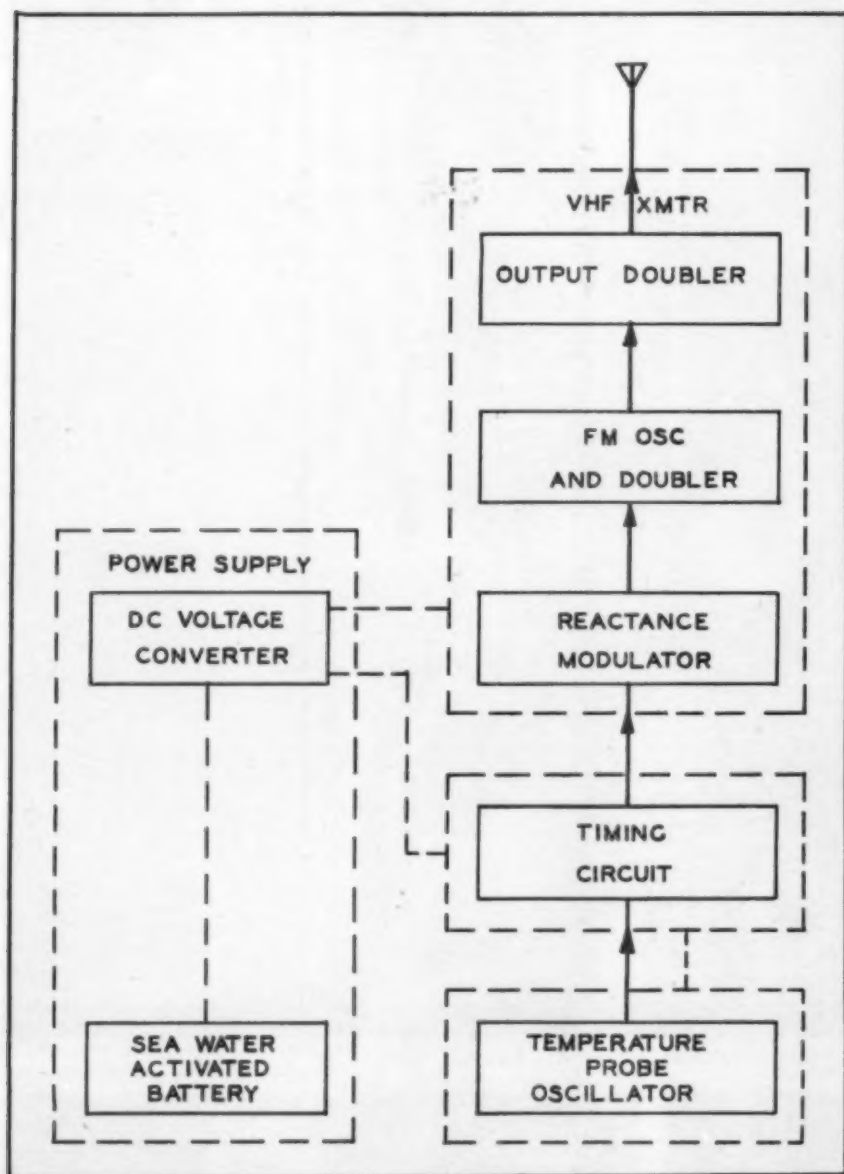 VHF XMTR
OUTPUT DOUBLER
FM OSC
AND DOUBLER
POWER SUPPLY
DC VOLTAGE
CONVERTER
REACTANCE
MODULATOR
TIMING
CIRCUIT
SEA WATER
ACTIVATED
BATTERY
TEMPERATURE
PROBE
OSCILLATOR